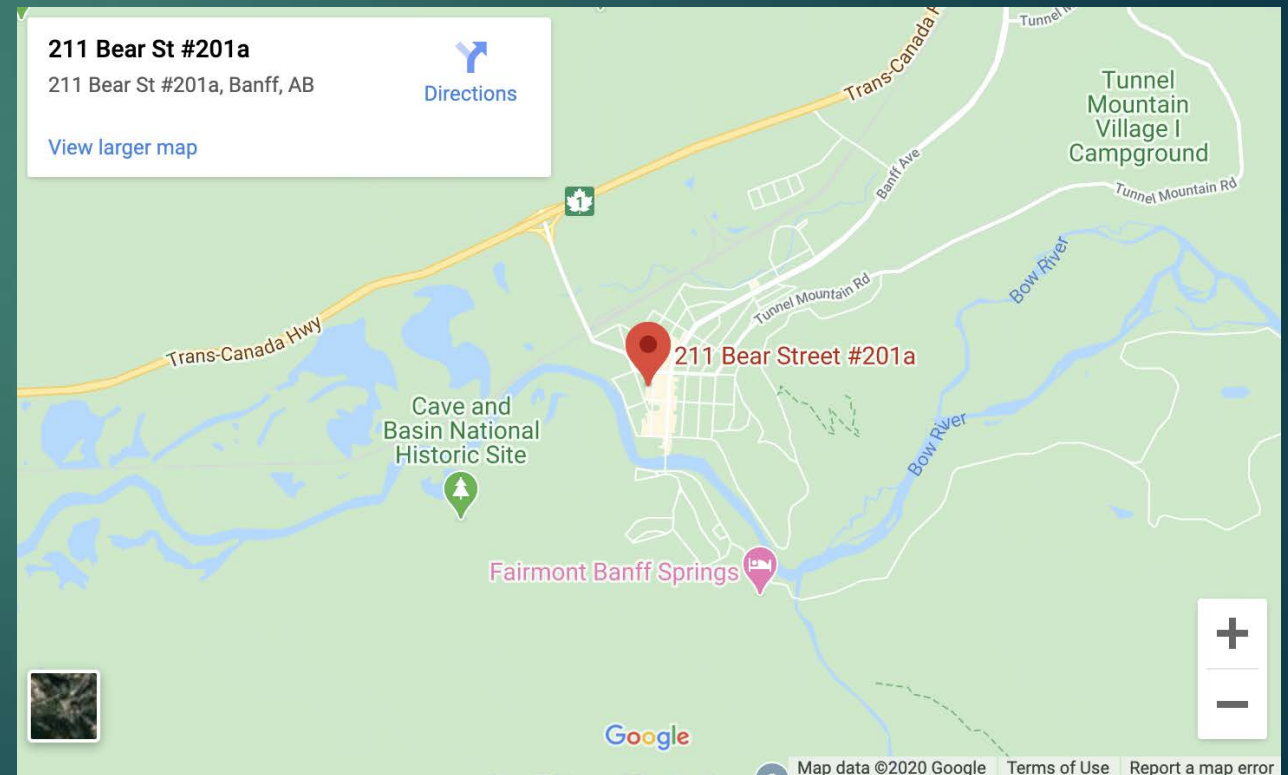 211 Bear St #201a
211 Bear St #201a, Banff, AB
Directions
View larger map
Trans-Canada
Tunnel
Tunnel
Mountain
Village I
Campground
Tunnel Mountain Rd
1
Banff Ave
Bow River
Tunnel Mountain Rd
Trans-Canada Hwy
211 Bear Street #201a
Cave and
Basin National
Historic Site
Bow River
Fairmont Banff Springs
Google
Map data ©2020 Google
Terms of Use
Report a map error